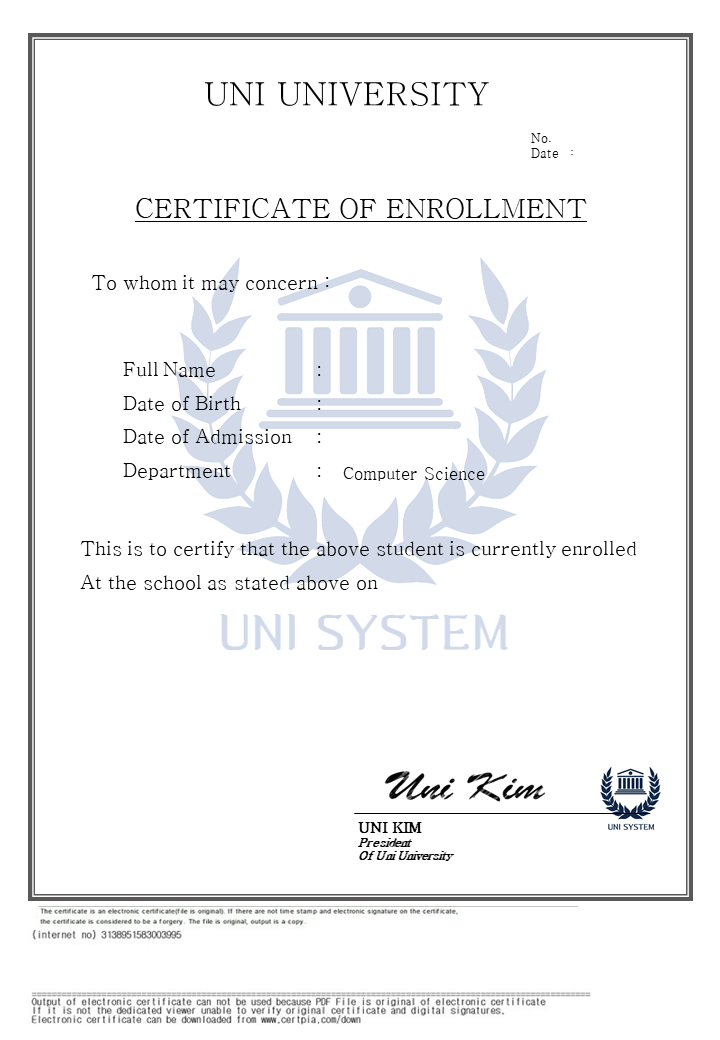 UNI UNIVERSITY
No.
Date :
CERTIFICATE OF ENROLLMENT
To whom it may concern :
Full Name :
Date of Birth :
Date of Admission :
Department : Computer Science
This is to certify that the above student is currently enrolled
At the school as stated above on
UNI SYSTEM
Uni Kim
UNI KIM
President
Of Uni University
UNI SYSTEM
The certificate is an electronic certificate(file is original). If there are not time stamp and electronic signature on the certificate,
the certificate is considered to be a forgery. The file is original, output is a copy.
(internet no) 3138951583003995
Output of electronic certificate can not be used because PDF File is original of electronic certificate
If it is not the dedicated viewer unable to verify original certificate and digital signatures.
Electronic certificate can be downloaded from www.certpia.com/down